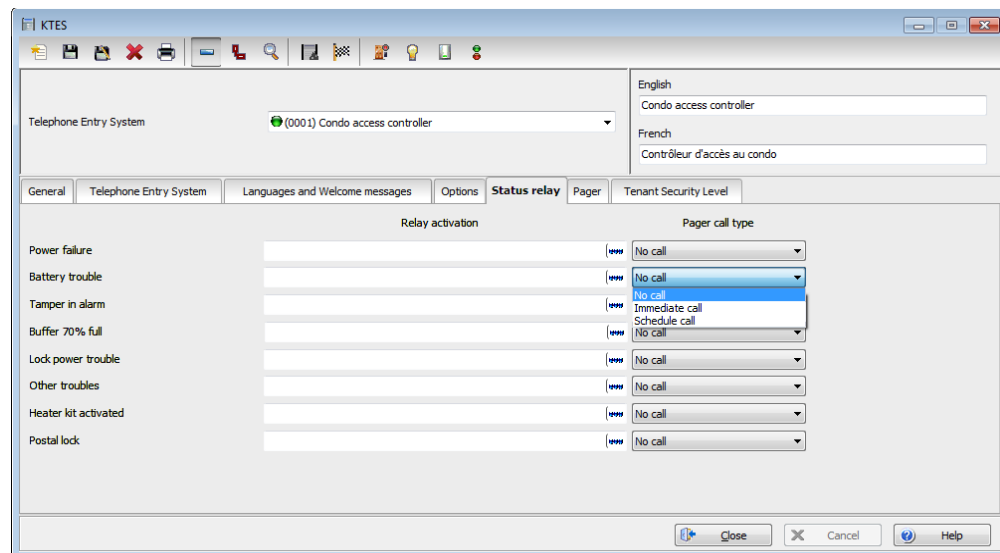 KTES
English
Condo access controller
Telephone Entry System
(0001) Condo access controller
French
Contrôleur d'accès au condo
General Telephone Entry System Languages and Welcome messages Options Status relay Pager Tenant Security Level
Relay activation Pager call type
Power failure No call
Battery trouble No call
No call
Tamper in alarm Immediate call
Schedule call
Buffer 70% full No call
Lock power trouble No call
Other troubles No call
Heater kit activated No call
Postal lock No call
Close Cancel Help